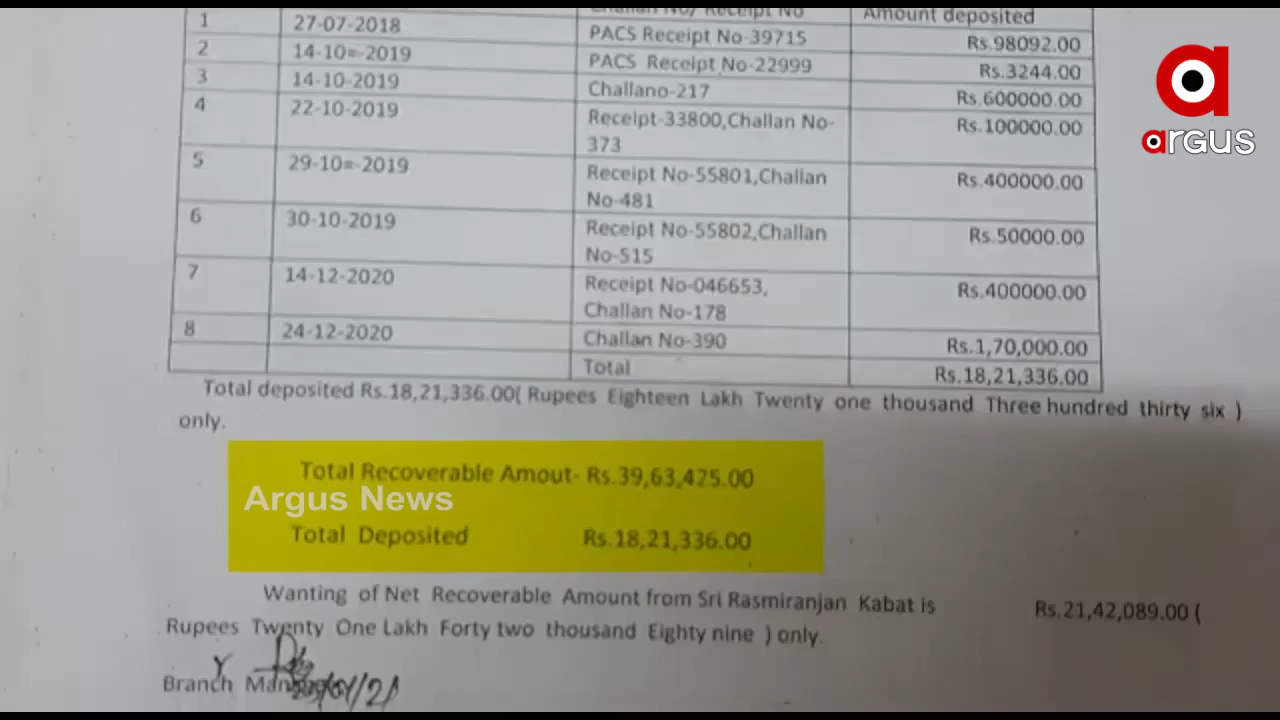 Challan No/ Receipt No Amount deposited
1 27-07-2018 PACS Receipt No-39715 Rs.98092.00
2 14-10=-2019 PACS Receipt No-22999 Rs.3244.00
3 14-10-2019 Challano-217 Rs.600000.00
4 22-10-2019 Receipt-33800,Challan No- Rs.100000.00
373
5 29-10=-2019 Receipt No-55801,Challan Rs.400000.00
No-481
6 30-10-2019 Receipt No-55802,Challan Rs.50000.00
No-515
7 14-12-2020 Receipt No-046653, Rs.400000.00
Challan No-178
8 24-12-2020 Challan No-390 Rs.1,70,000.00
Total Rs.18,21,336.00
Total deposited Rs.18,21,336.00( Rupees Eighteen Lakh Twenty one thousand Three hundred thirty six )
only.
Total Recoverable Amout- Rs.39,63,425.00
Argus News
Total Deposited Rs.18,21,336.00
Wanting of Net Recoverable Amount from Sri Rasmiranjan Kabat is Rs.21,42,089.00 (
Rupees Twenty One Lakh Forty two thousand Eighty nine ) only.
Branch
argus